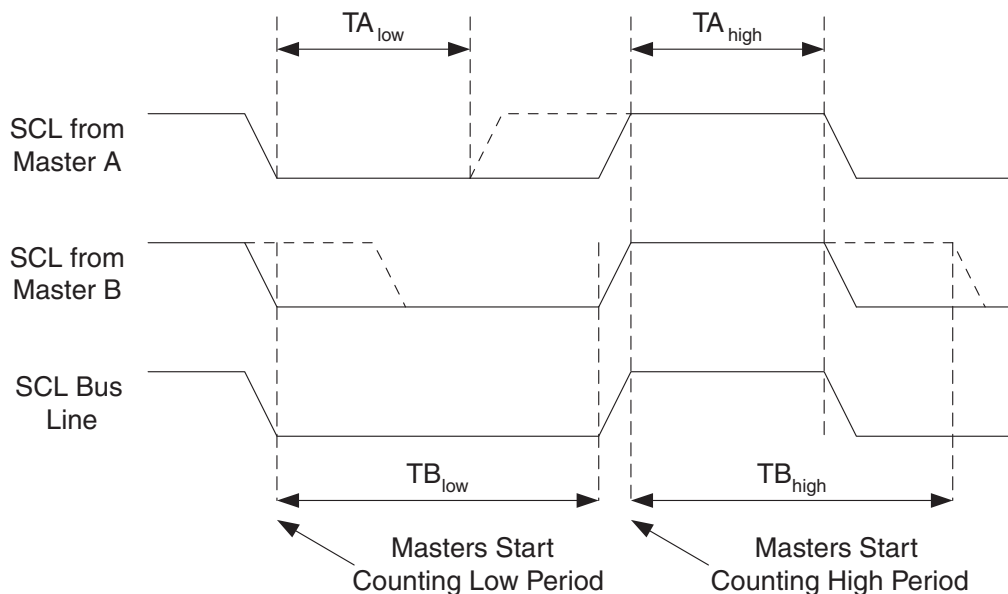 TA low
TA high
SCL from
Master A
SCL from
Master B
SCL Bus
Line
TB low
TB high
Masters Start
Counting Low Period
Masters Start
Counting High Period